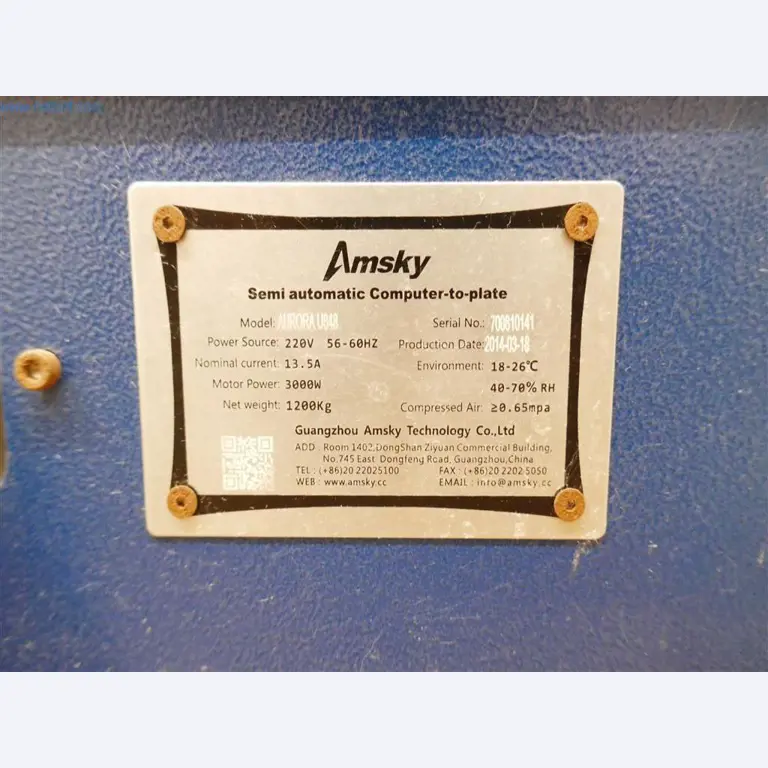 Amsky
Semi automatic Computer-to-plate
Model: AURORA U848 Serial No.: 700810141
Power Source: 220V 56-60HZ Production Date: 2014-03-18
Nominal current: 13.5A Environment: 18-26℃
Motor Power: 3000W 40-70% RH
Net weight: 1200Kg Compressed Air: ≥0.65mpa
Guangzhou Amsky Technology Co.,Ltd
ADD : Room 1402,DongShan Ziyuan Commercial Building,
No.745 East Dongfeng Road, Guangzhou,China
TEL : (+86)20 22025100 FAX : (+86)20 2202 5050
WEB : www.amsky.cc EMAIL : info@amsky.cc